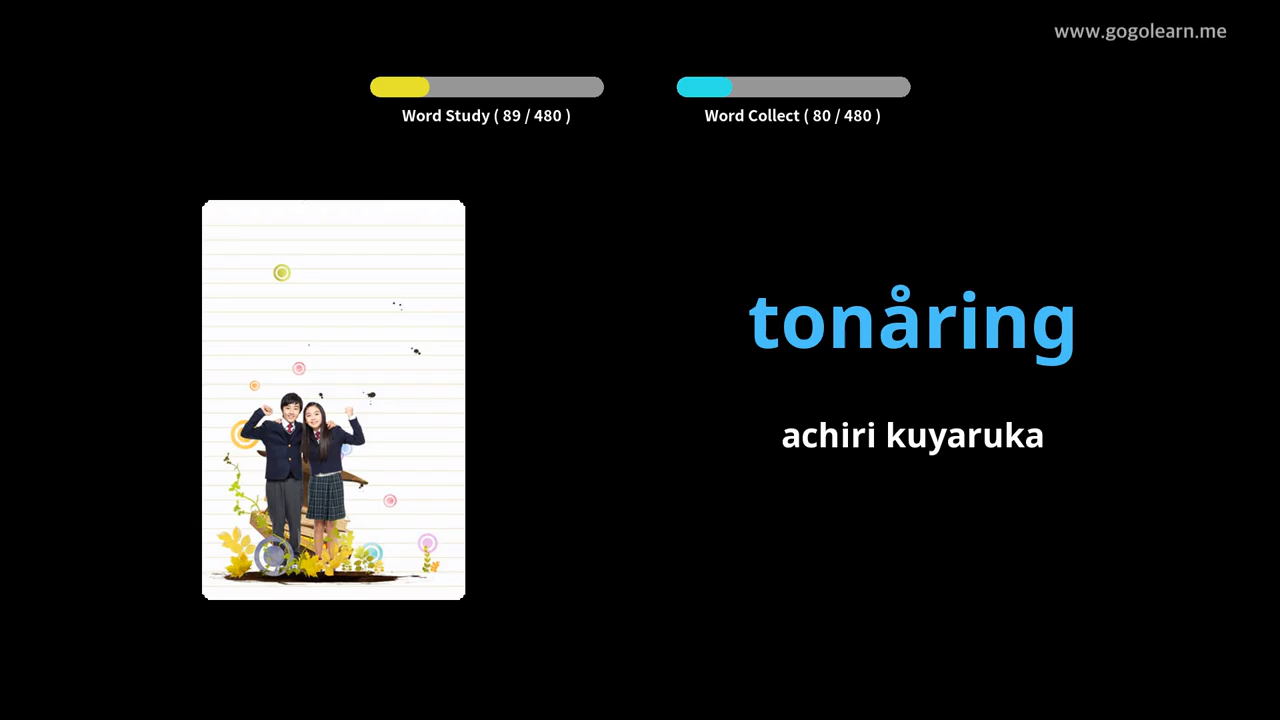 www.gogolearn.me
Word Study ( 89 / 480 )
Word Collect ( 80 / 480 )
tonåring
achiri kuyaruka